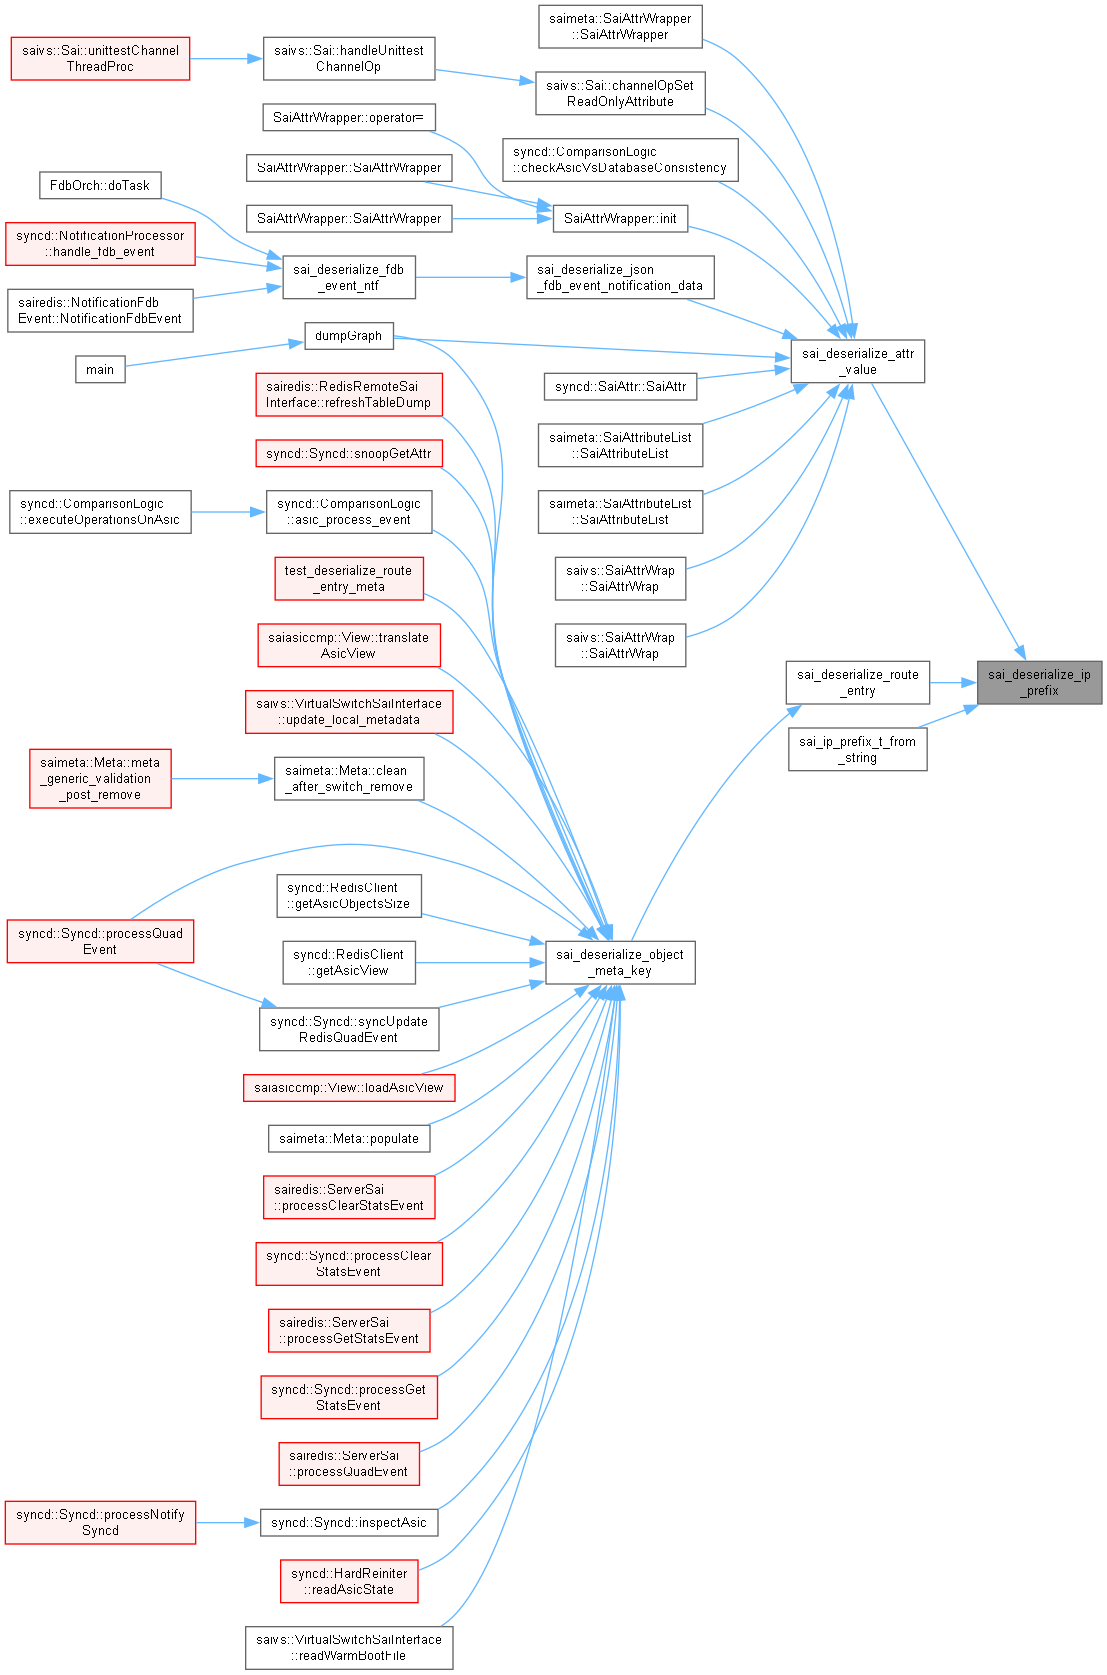 saimeta::SaiAttrWrapper
::SaiAttrWrapper
saivs::Sai::unittestChannel
ThreadProc
saivs::Sai::handleUnittest
ChannelOp
saivs::Sai::channelOpSet
ReadOnlyAttribute
SaiAttrWrapper::operator=
syncd::ComparisonLogic
::checkAsicVsDatabaseConsistency
SaiAttrWrapper::SaiAttrWrapper
FdbOrch::doTask
SaiAttrWrapper::SaiAttrWrapper
SaiAttrWrapper::init
syncd::NotificationProcessor
::handle_fdb_event
sai_deserialize_fdb
_event_ntf
sai_deserialize_json
_fdb_event_notification_data
sairedis::NotificationFdb
Event::NotificationFdbEvent
dumpGraph
main
sai_deserialize_attr
_value
sairedis::RedisRemoteSai
Interface::refreshTableDump
syncd::SaiAttr::SaiAttr
syncd::Syncd::snoopGetAttr
saimeta::SaiAttributeList
::SaiAttributeList
syncd::ComparisonLogic
::executeOperationsOnAsic
syncd::ComparisonLogic
::asic_process_event
saimeta::SaiAttributeList
::SaiAttributeList
test_deserialize_route
_entry_meta
saivs::SaiAttrWrap
::SaiAttrWrap
saiasiccmp::View::translate
AsicView
saivs::SaiAttrWrap
::SaiAttrWrap
sai_deserialize_route
_entry
sai_deserialize_ip
_prefix
saivs::VirtualSwitchSaiInterface
::update_local_metadata
sai_ip_prefix_t_from
_string
saimeta::Meta::meta
_generic_validation
_post_remove
saimeta::Meta::clean
_after_switch_remove
syncd::RedisClient
::getAsicObjectsSize
syncd::Syncd::processQuad
Event
syncd::RedisClient
::getAsicView
sai_deserialize_object
_meta_key
syncd::Syncd::syncUpdate
RedisQuadEvent
saiasiccmp::View::loadAsicView
saimeta::Meta::populate
sairedis::ServerSai
::processClearStatsEvent
syncd::Syncd::processClear
StatsEvent
sairedis::ServerSai
::processGetStatsEvent
syncd::Syncd::processGet
StatsEvent
sairedis::ServerSai
::processQuadEvent
syncd::Syncd::processNotify
Syncd
syncd::Syncd::inspectAsic
syncd::HardReiniter
::readAsicState
saivs::VirtualSwitchSaiInterface
::readWarmBootFile